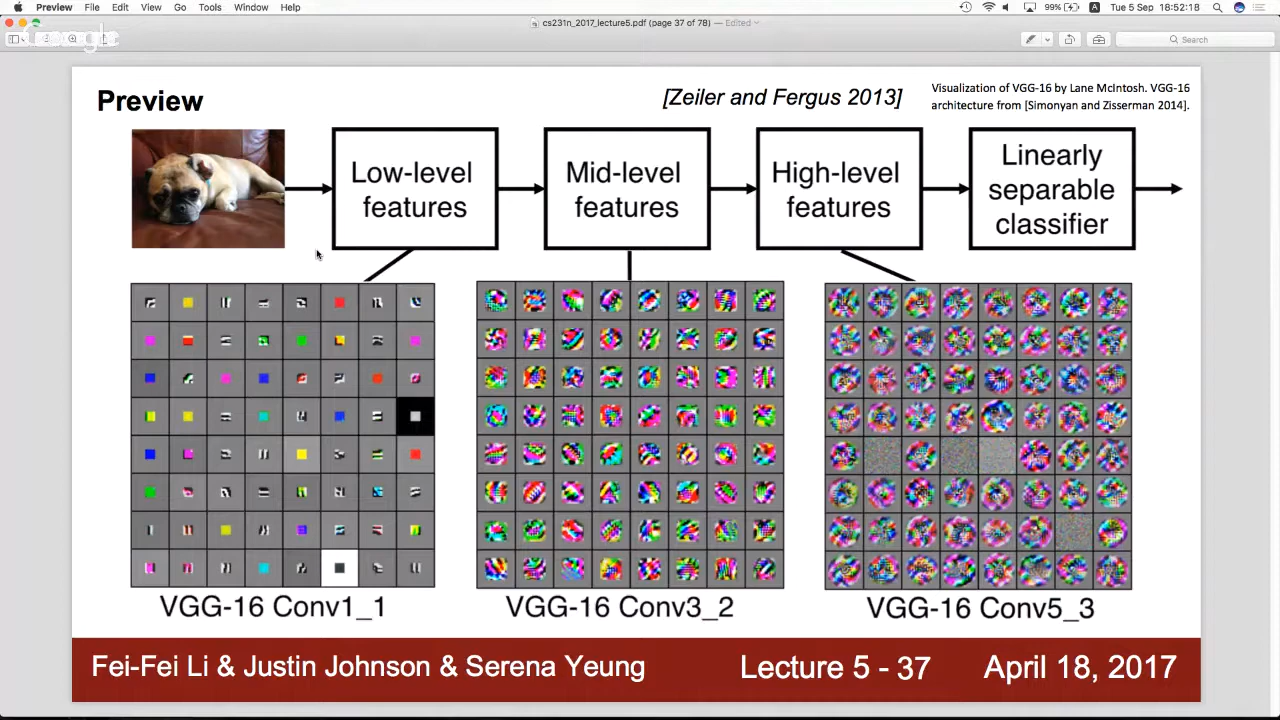 Preview File Edit View Go Tools Window Help 99% Tue 5 Sep 18:52:18
cs231n_2017_lecture5.pdf (page 37 of 78) — Edited
Search
Preview
[Zeiler and Fergus 2013]
Visualization of VGG-16 by Lane McIntosh. VGG-16
architecture from [Simonyan and Zisserman 2014].
Low-level
features
Mid-level
features
High-level
features
Linearly
separable
classifier
VGG-16 Conv1_1
VGG-16 Conv3_2
VGG-16 Conv5_3
Fei-Fei Li & Justin Johnson & Serena Yeung
Lecture 5 - 37
April 18, 2017